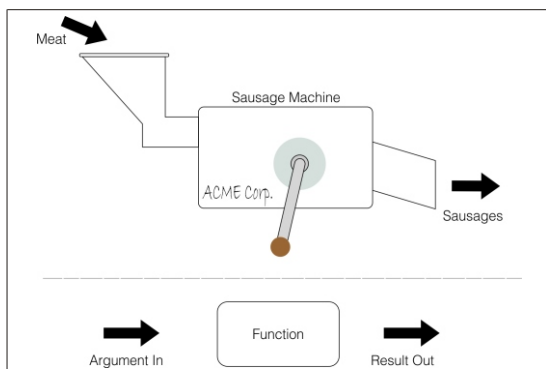 Meat
Sausage Machine
ACME Corp.
Sausages
Function
Argument In
Result Out